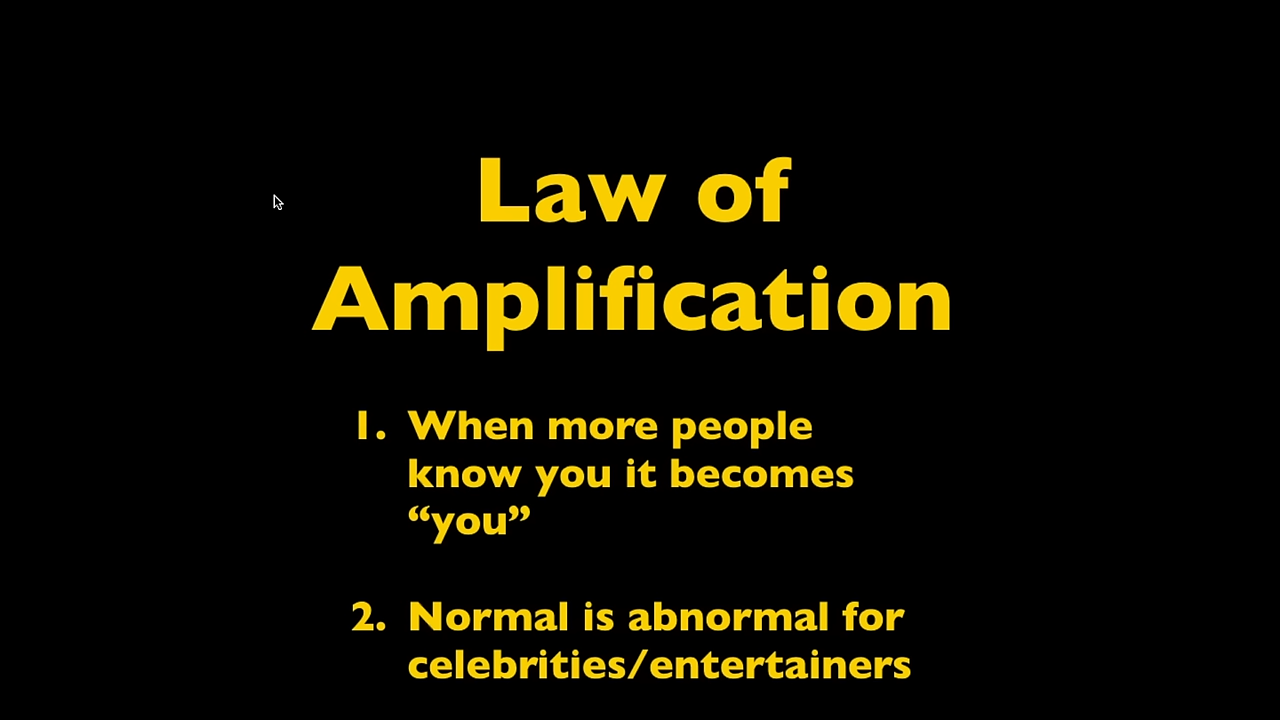 Law of
Amplification
1. When more people
know you it becomes
“you”
2. Normal is abnormal for
celebrities/entertainers